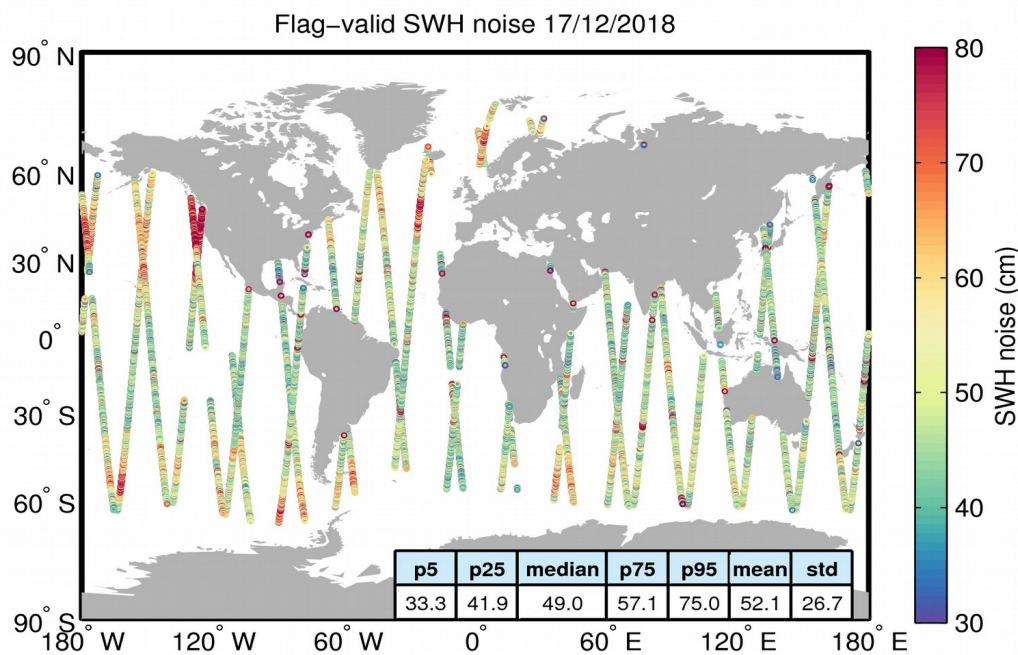 Flag−valid SWH noise 17/12/2018
90° N
60° N
30° N
0°
30° S
60° S
90° S
180° W
120° W
60° W
0°
60° E
120° E
180° E
p5 p25 median p75 p95 mean std
33.3 41.9 49.0 57.1 75.0 52.1 26.7
80
70
60
50
40
30
SWH noise (cm)